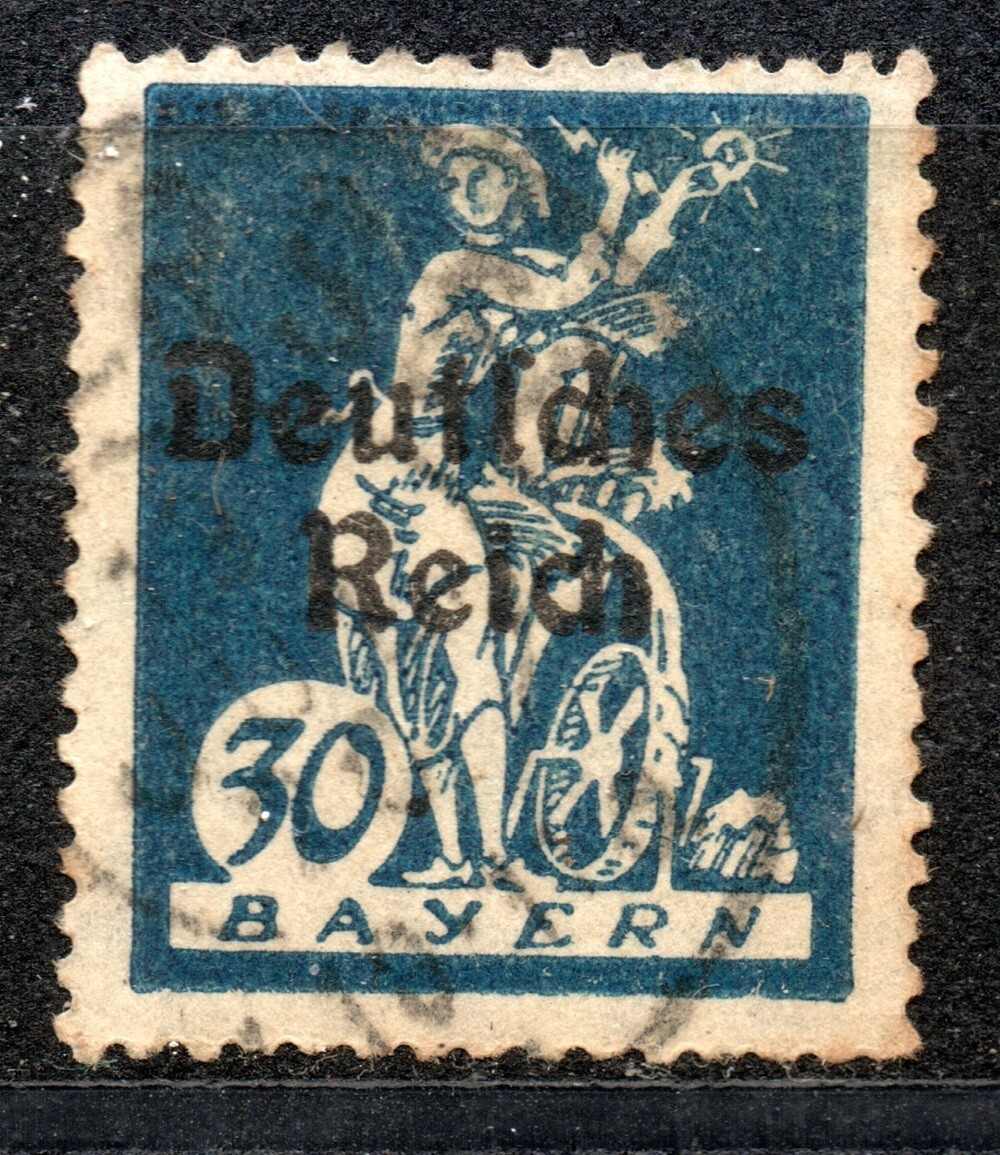 Deutsches
Reich
30
BAYERN